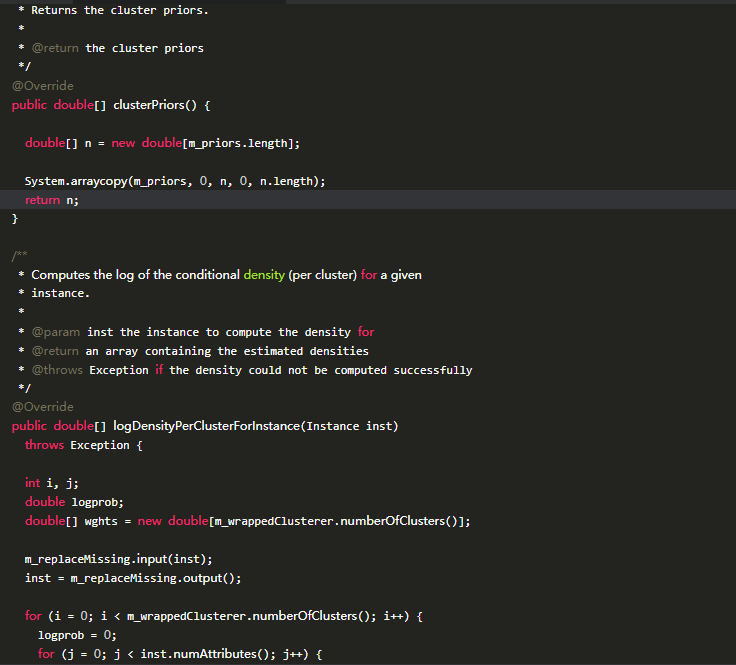 * Returns the cluster priors.
*
* @return the cluster priors
*/
@Override
public double[] clusterPriors() {
double[] n = new double[m_priors.length];
System.arraycopy(m_priors, 0, n, 0, n.length);
return n;
}
/**
* Computes the log of the conditional density (per cluster) for a given
* instance.
*
* @param inst the instance to compute the density for
* @return an array containing the estimated densities
* @throws Exception if the density could not be computed successfully
*/
@Override
public double[] logDensityPerClusterForInstance(Instance inst)
throws Exception {
int i, j;
double logprob;
double[] wghts = new double[m_wrappedClusterer.numberOfClusters()];
m_replaceMissing.input(inst);
inst = m_replaceMissing.output();
for (i = 0; i < m_wrappedClusterer.numberOfClusters(); i++) {
logprob = 0;
for (j = 0; j < inst.numAttributes(); j++) {